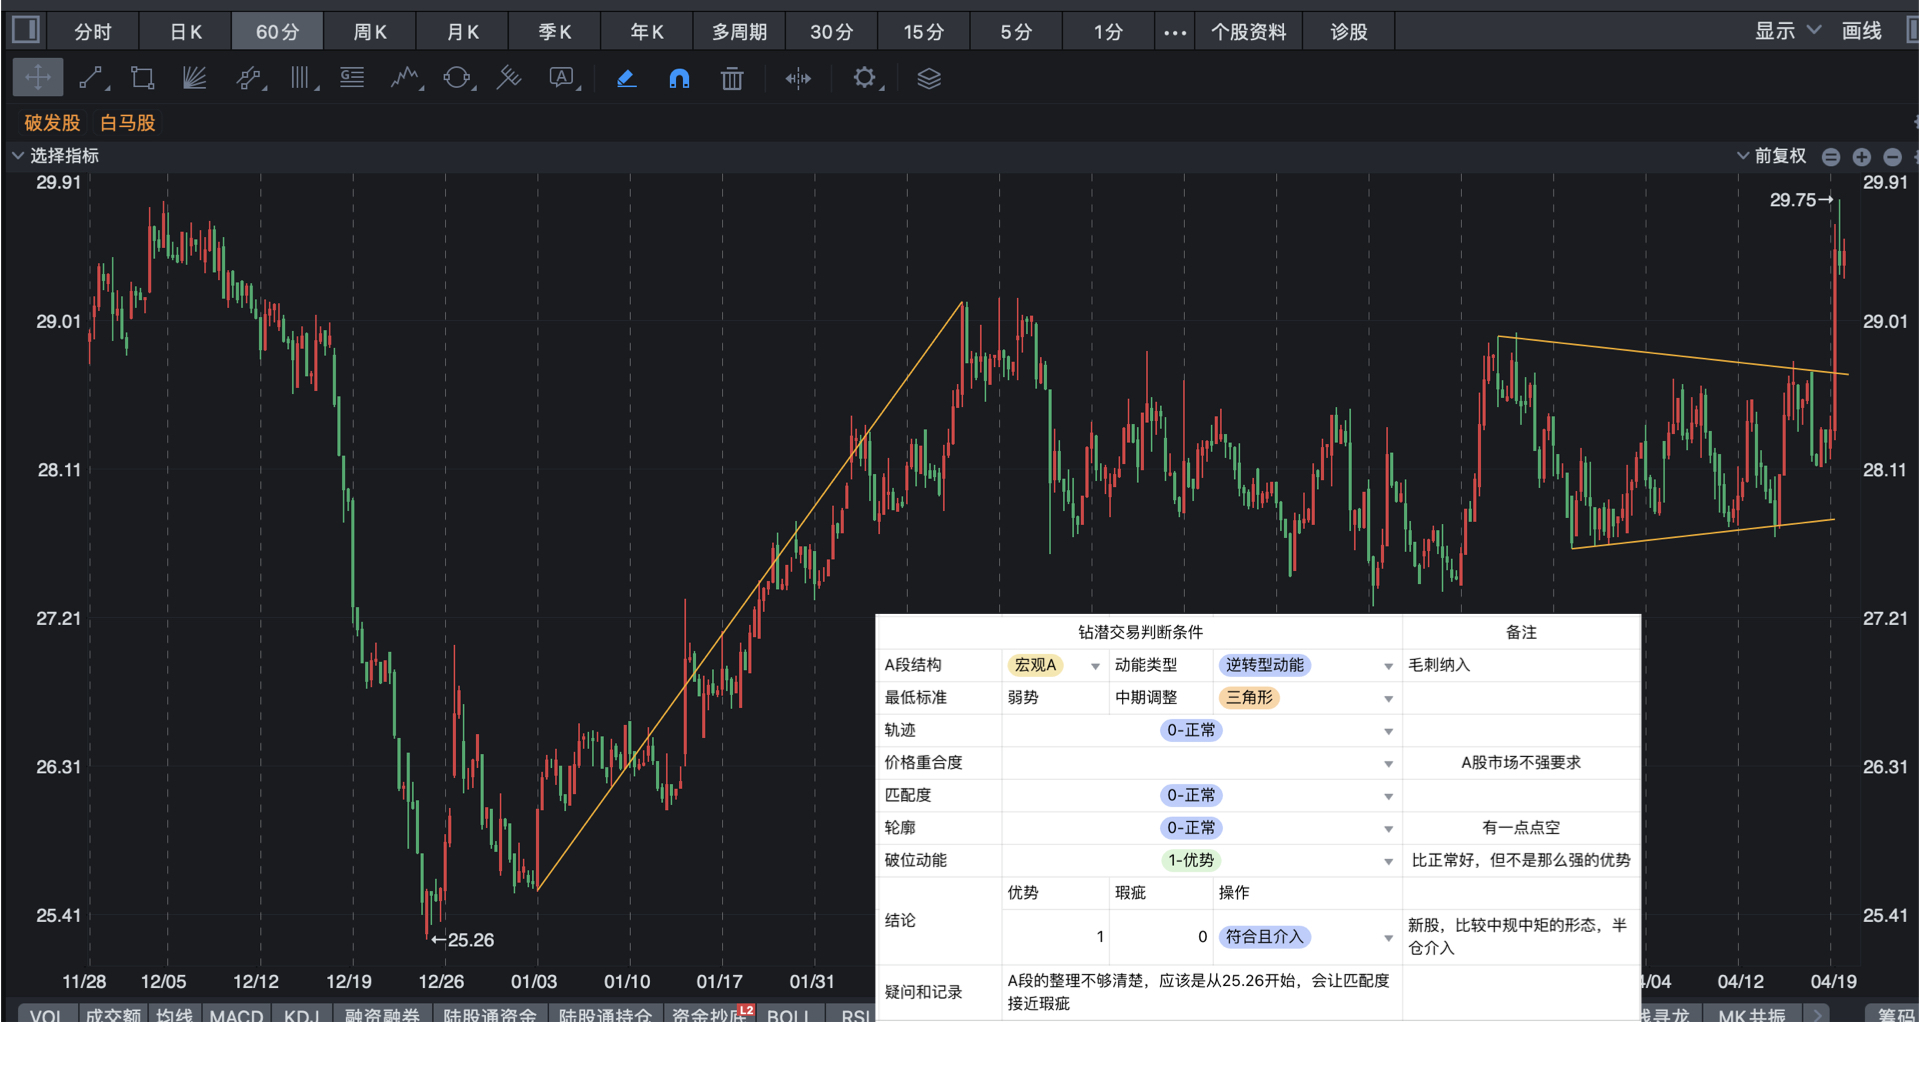 分时 日K 60分 周K 月K 季K 年K 多周期 30分 15分 5分 1分 ... 个股资料 诊股 显示 画线
破发股 白马股
选择指标 前复权
29.91 29.91
29.75→
29.01 29.01
28.11 28.11
27.21 27.21
26.31 26.31
25.41 25.41
←25.26
钻潜交易判断条件 备注
A段结构 宏观A 动能类型 逆转型动能 毛刺纳入
最低标准 弱势 中期调整 三角形
轨迹 0-正常
价格重合度 A股市场不强要求
匹配度 0-正常
轮廓 0-正常 有一点点空
破位动能 1-优势 比正常好，但不是那么强的优势
优势 瑕疵 操作
结论 1 0 符合且介入 新股，比较中规中矩的形态，半
仓介入
疑问和记录 A段的整理不够清楚，应该是从25.26开始，会让匹配度
接近瑕疵
11/28 12/05 12/12 12/19 12/26 01/03 01/10 01/17 01/31 /04 04/12 04/19
VOL 成交额 均线 MACD KDJ 融资融券 陆股通资金 陆股通持仓 资金抄底 L2 BOLL RSI 线寻龙 MK共振 筹码